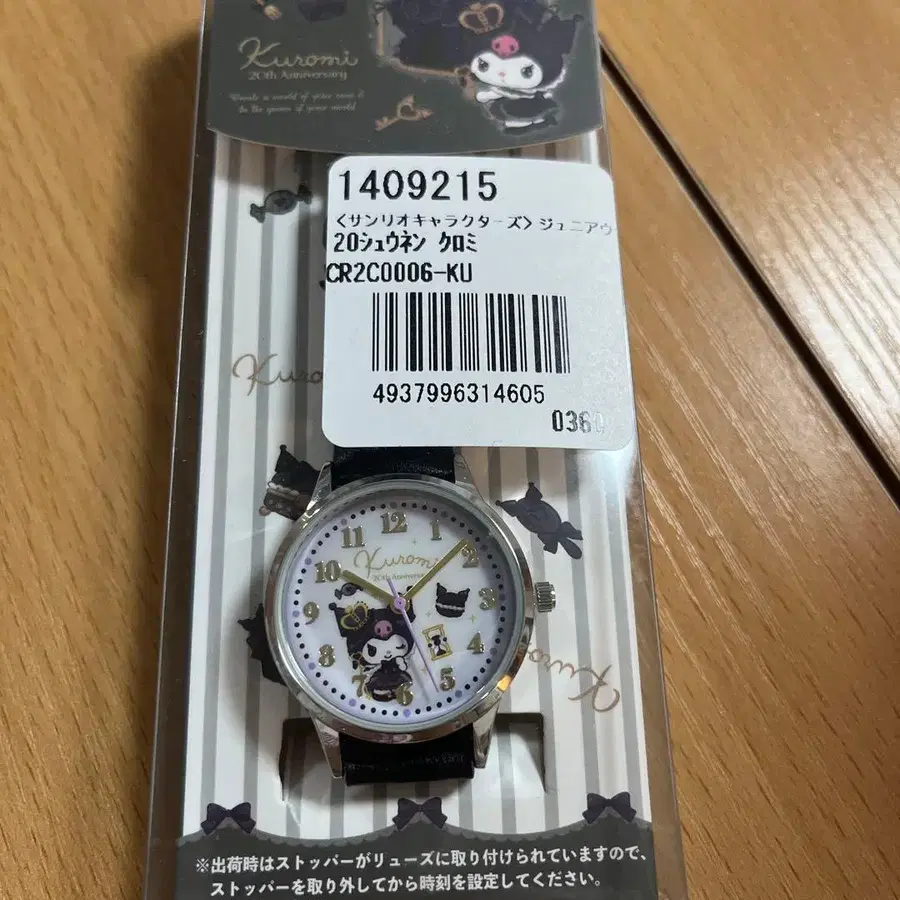 Kuromi
20th Anniversary
1409215
<サンリオキャラクターズ>ジュニアウ
20ｼｭｳﾈﾝ ｸﾛﾐ
CR2C0006-KU
4937996314605
036
Kuro
12
11
1
Kuromi
20th Anniversary
10
2
9
3
8
4
7
6
5
Kuromi
※出荷時はストッパーがリューズに取り付けられていますので、
ストッパーを取り外してから時刻を設定してください。